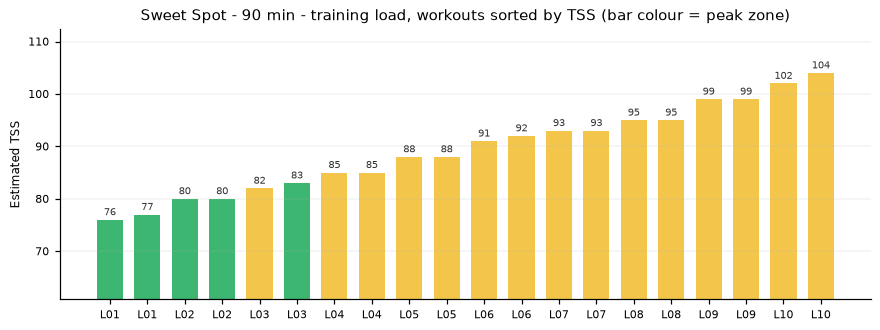 Sweet Spot - 90 min - training load, workouts sorted by TSS (bar colour = peak zone)
Estimated TSS
110
100
90
80
70
76 77 80 80 82 83 85 85 88 88 91 92 93 93 95 95 99 99 102 104
L01 L01 L02 L02 L03 L03 L04 L04 L05 L05 L06 L06 L07 L07 L08 L08 L09 L09 L10 L10